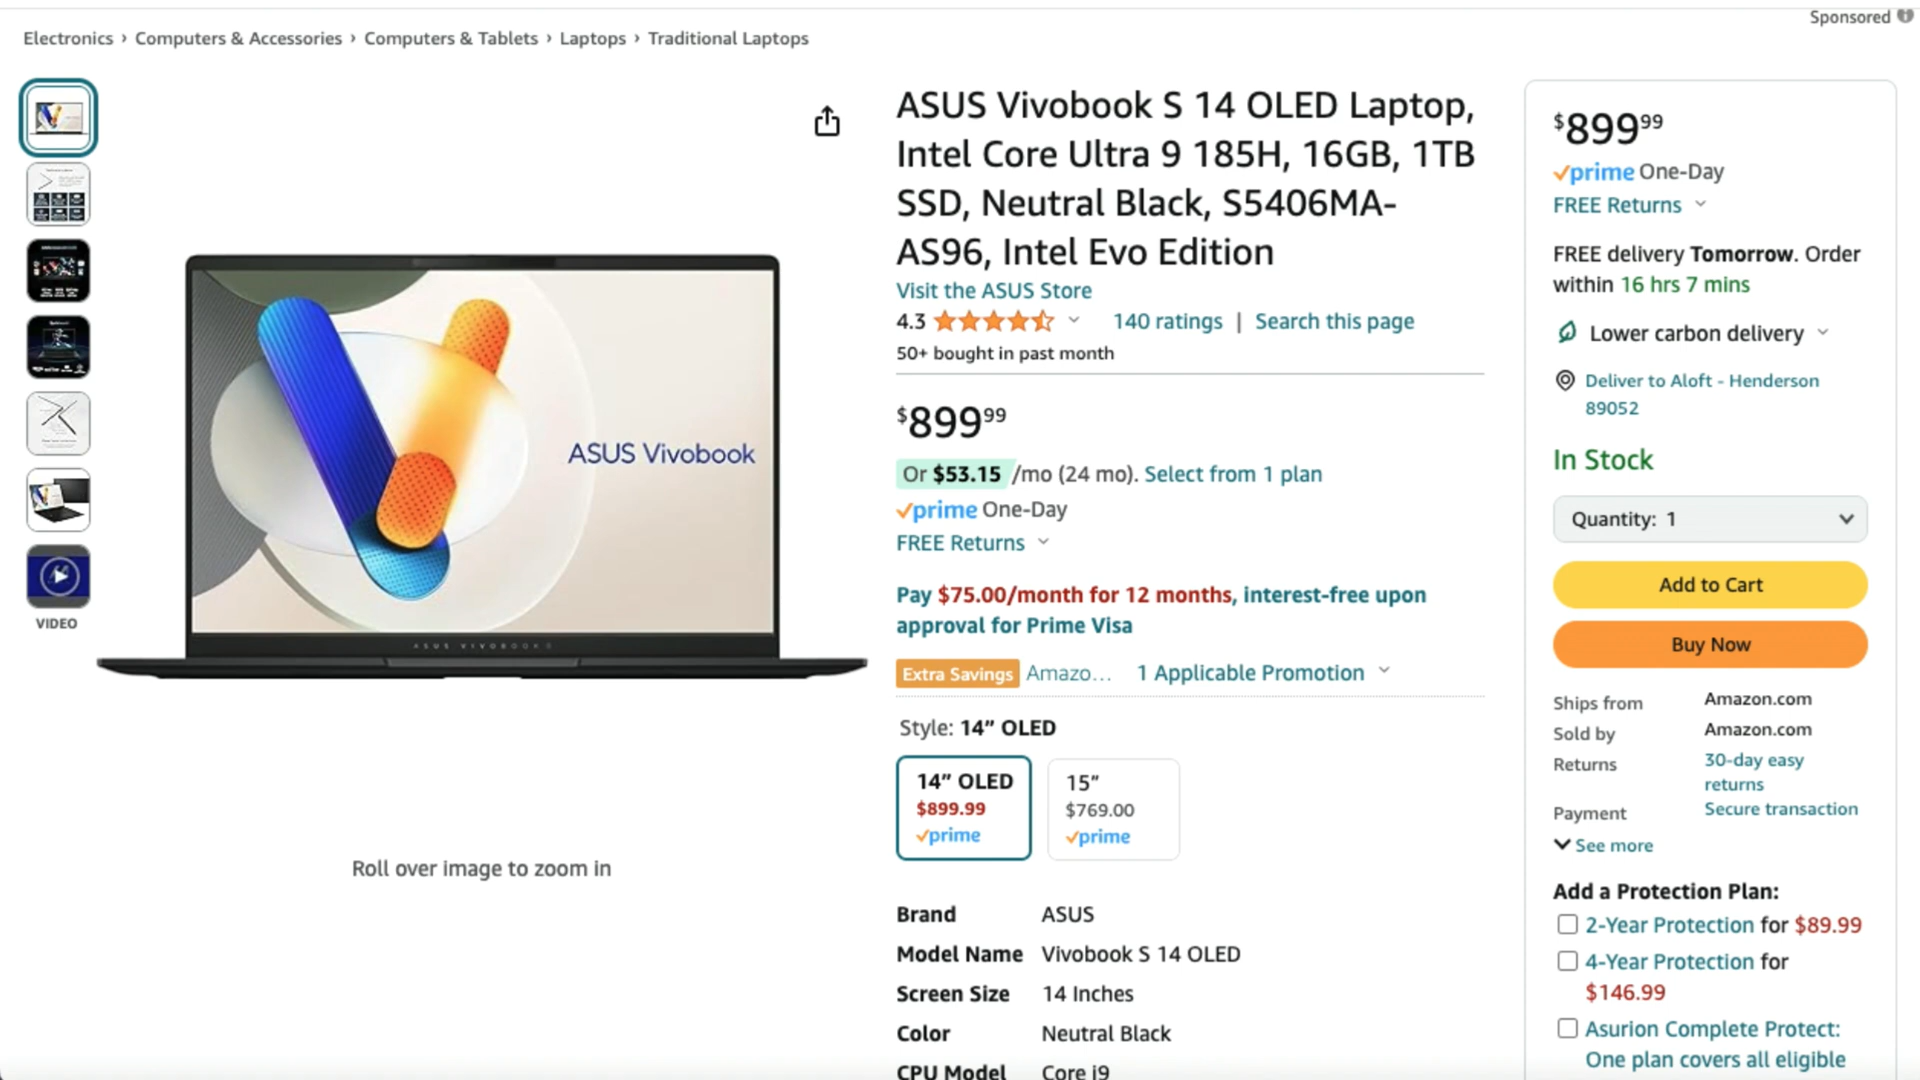 Sponsored
Electronics › Computers & Accessories › Computers & Tablets › Laptops › Traditional Laptops
VIDEO
ASUS Vivobook
ASUS VIVOBOOK
Roll over image to zoom in
ASUS Vivobook S 14 OLED Laptop,
Intel Core Ultra 9 185H, 16GB, 1TB
SSD, Neutral Black, S5406MA-
AS96, Intel Evo Edition
Visit the ASUS Store
4.3 140 ratings | Search this page
50+ bought in past month
$899.99
Or $53.15 /mo (24 mo). Select from 1 plan
prime One-Day
FREE Returns
Pay $75.00/month for 12 months, interest-free upon
approval for Prime Visa
Extra Savings Amazo... 1 Applicable Promotion
Style: 14” OLED
14” OLED
$899.99
prime
15”
$769.00
prime
Brand ASUS
Model Name Vivobook S 14 OLED
Screen Size 14 Inches
Color Neutral Black
CPU Model Core i9
$899.99
prime One-Day
FREE Returns
FREE delivery Tomorrow. Order
within 16 hrs 7 mins
Lower carbon delivery
Deliver to Aloft - Henderson
89052
In Stock
Quantity: 1
Add to Cart
Buy Now
Ships from Amazon.com
Sold by Amazon.com
Returns 30-day easy
returns
Payment Secure transaction
See more
Add a Protection Plan:
2-Year Protection for $89.99
4-Year Protection for
$146.99
Asurion Complete Protect:
One plan covers all eligible